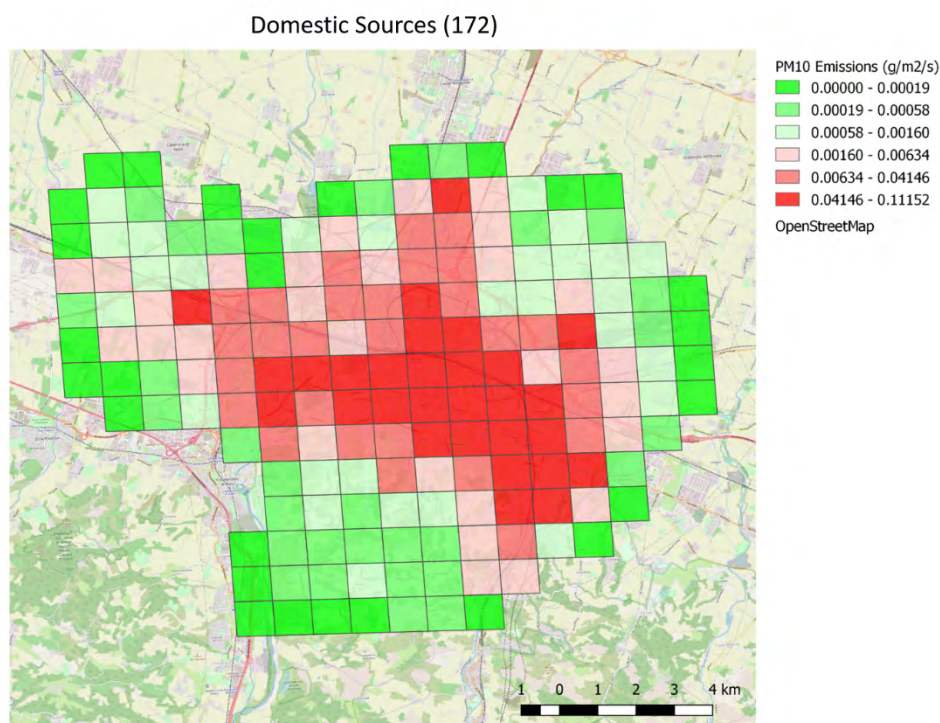 Domestic Sources (172)
PM10 Emissions (g/m2/s)
0.00000 - 0.00019
0.00019 - 0.00058
0.00058 - 0.00160
0.00160 - 0.00634
0.00634 - 0.04146
0.04146 - 0.11152
OpenStreetMap
1 0 1 2 3 4 km